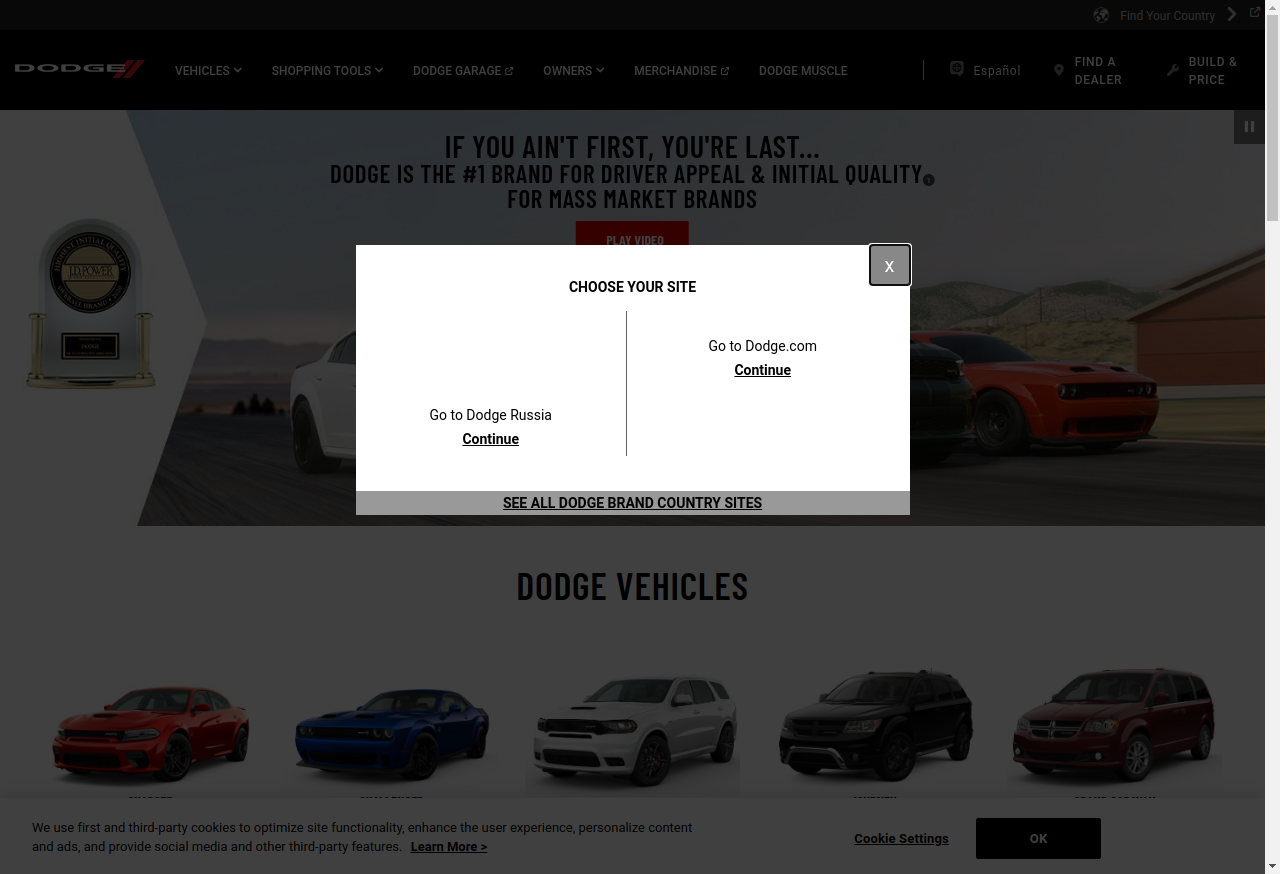 Find Your Country
DODGE
VEHICLES
SHOPPING TOOLS
DODGE GARAGE
OWNERS
MERCHANDISE
DODGE MUSCLE
Español
FIND A
DEALER
BUILD &
PRICE
IF YOU AIN'T FIRST, YOU'RE LAST...
DODGE IS THE #1 BRAND FOR DRIVER APPEAL & INITIAL QUALITY
FOR MASS MARKET BRANDS
PLAY VIDEO
HIGHEST INITIAL QUALITY
J.D. POWER
DODGE
X
CHOOSE YOUR SITE
Go to Dodge.com
Continue
Go to Dodge Russia
Continue
SEE ALL DODGE BRAND COUNTRY SITES
DODGE VEHICLES
We use first and third-party cookies to optimize site functionality, enhance the user experience, personalize content
and ads, and provide social media and other third-party features. Learn More >
Cookie Settings
OK